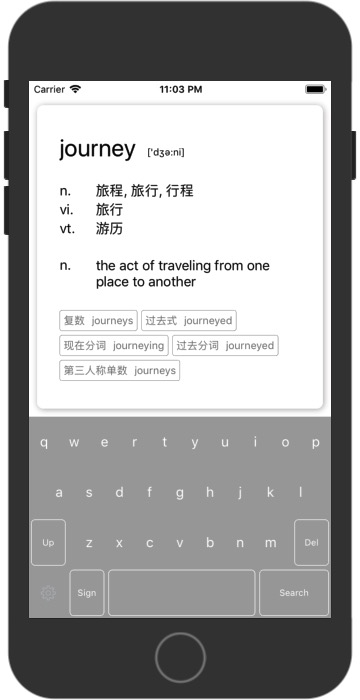 Carrier 11:03 PM
journey ['dʒə:ni]
n. 旅程, 旅行, 行程
vi. 旅行
vt. 游历
n. the act of traveling from one
place to another
复数 journeys 过去式 journeyed
现在分词 journeying 过去分词 journeyed
第三人称单数 journeys
q w e r t y u i o p
a s d f g h j k l
Up z x c v b n m Del
Sign Search